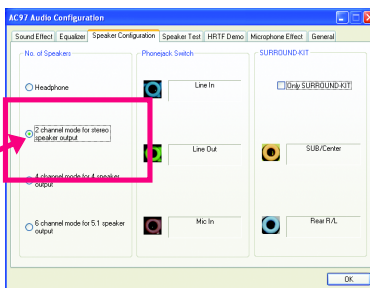 AC97 Audio Configuration
Sound Effect Equalizer Speaker Configuration Speaker Test HRTF Demo Microphone Effect General
No. of Speakers
Headphone
2 channel mode for stereo
speaker output
4 channel mode for 4 speaker
output
6 channel mode for 5.1 speaker
output
Phonejack Switch
Line In
Line Out
Mic In
SURROUND-KIT
Only SURROUND-KIT
SUB/Center
Rear R/L
OK